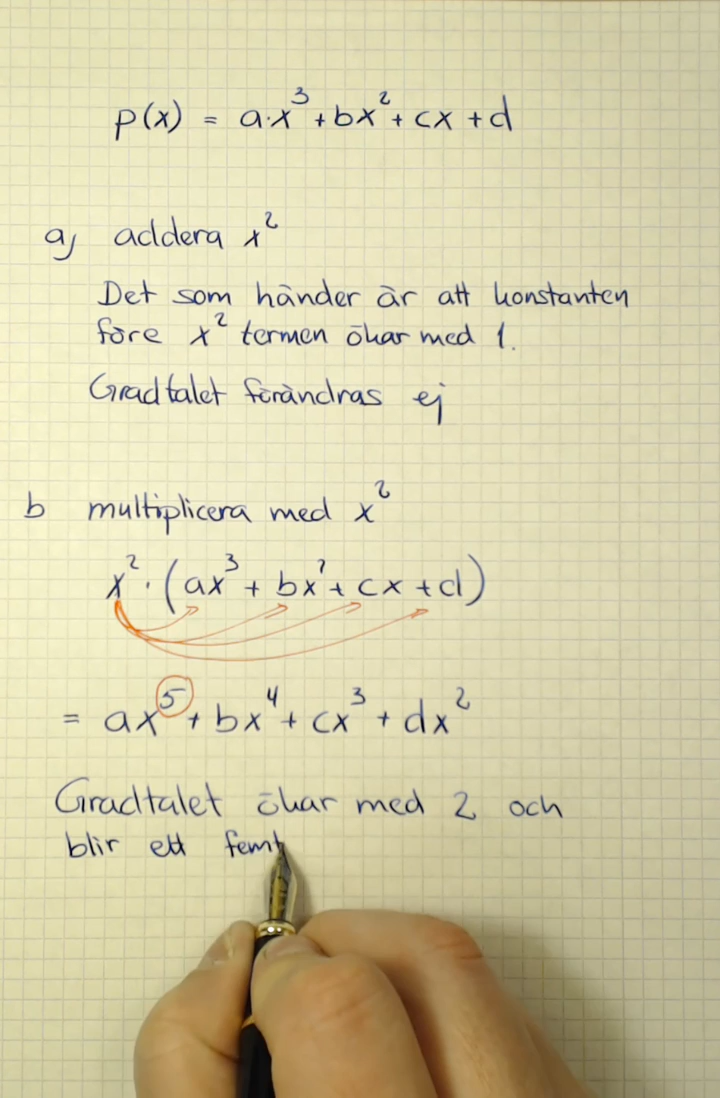 p(x) = a·x³ + bx² + cx + d
a) addera x²
Det som händer är att konstanten
före x² termen ökar med 1.
Gradtalet förändras ej
b multiplicera med x²
x² · (ax³ + bx² + cx + d)
= ax⁵ + bx⁴ + cx³ + dx²
Gradtalet ökar med 2 och
blir ett femt